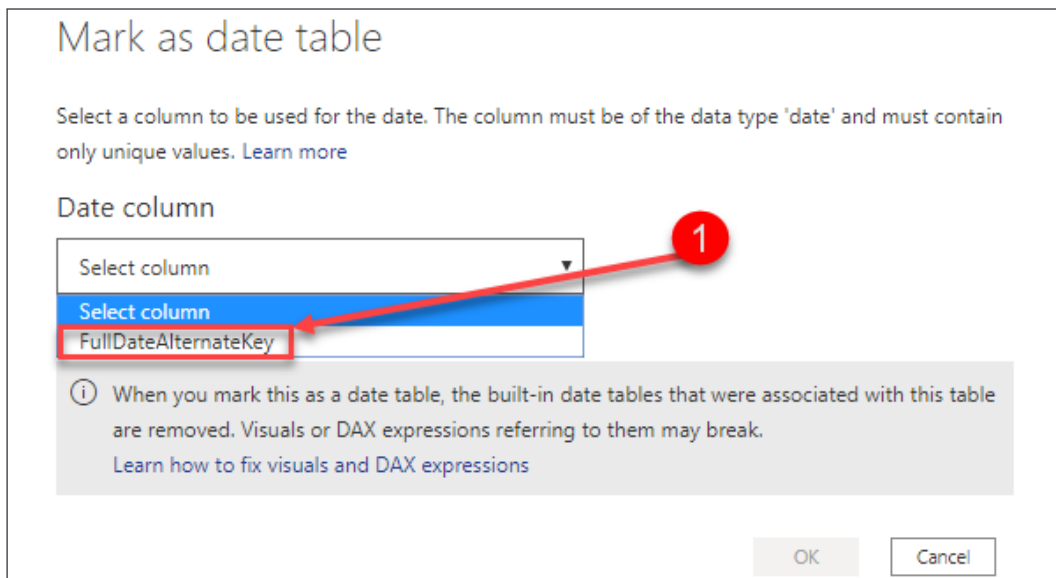 Mark as date table
Select a column to be used for the date. The column must be of the data type 'date' and must contain
only unique values. Learn more
Date column
1
Select column
Select column
FullDateAlternateKey
When you mark this as a date table, the built-in date tables that were associated with this table
are removed. Visuals or DAX expressions referring to them may break.
Learn how to fix visuals and DAX expressions
OK
Cancel